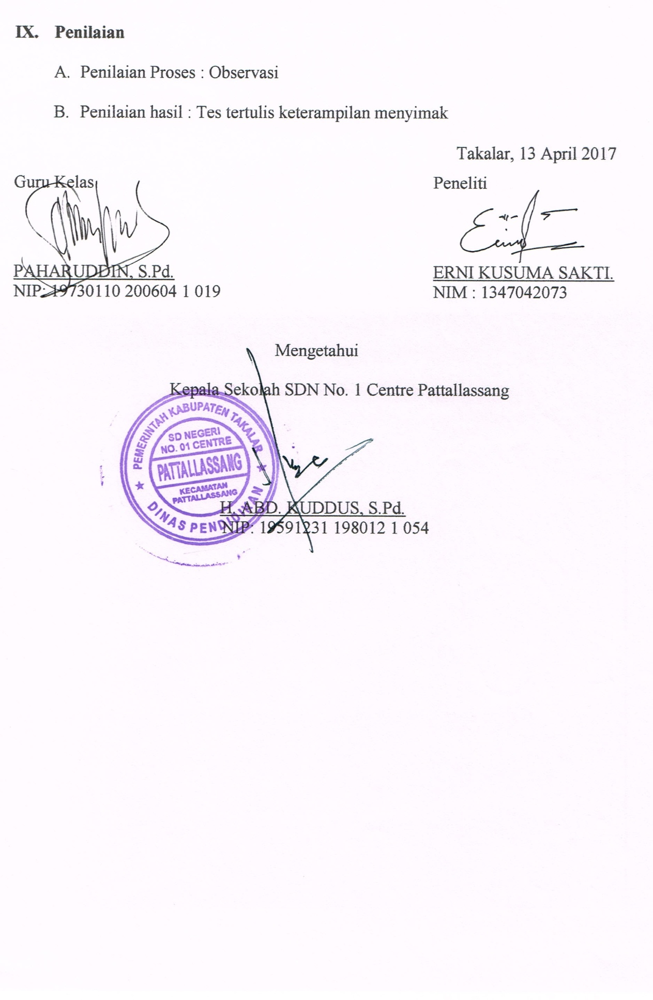 IX. Penilaian
A. Penilaian Proses : Observasi
B. Penilaian hasil : Tes tertulis keterampilan menyimak
Takalar, 13 April 2017
Guru Kelas
Peneliti
PAHARUDDIN, S.Pd.
ERNI KUSUMA SAKTI.
NIP: 19730110 200604 1 019
NIM : 1347042073
Mengetahui
Kepala Sekolah SDN No. 1 Centre Pattallassang
PEMERINTAH KABUPATEN TAKALAR
SD NEGERI
NO. 01 CENTRE
PATTALLASSANG
KECAMATAN
PATTALLASSANG
DINAS PENDIDIKAN
H. ABD. KUDDUS, S.Pd.
NIP: 19591231 198012 1 054